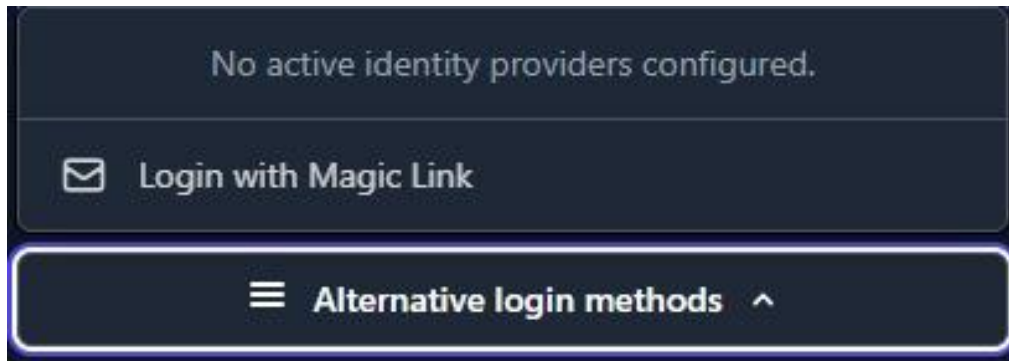 No active identity providers configured.
Login with Magic Link
Alternative login methods